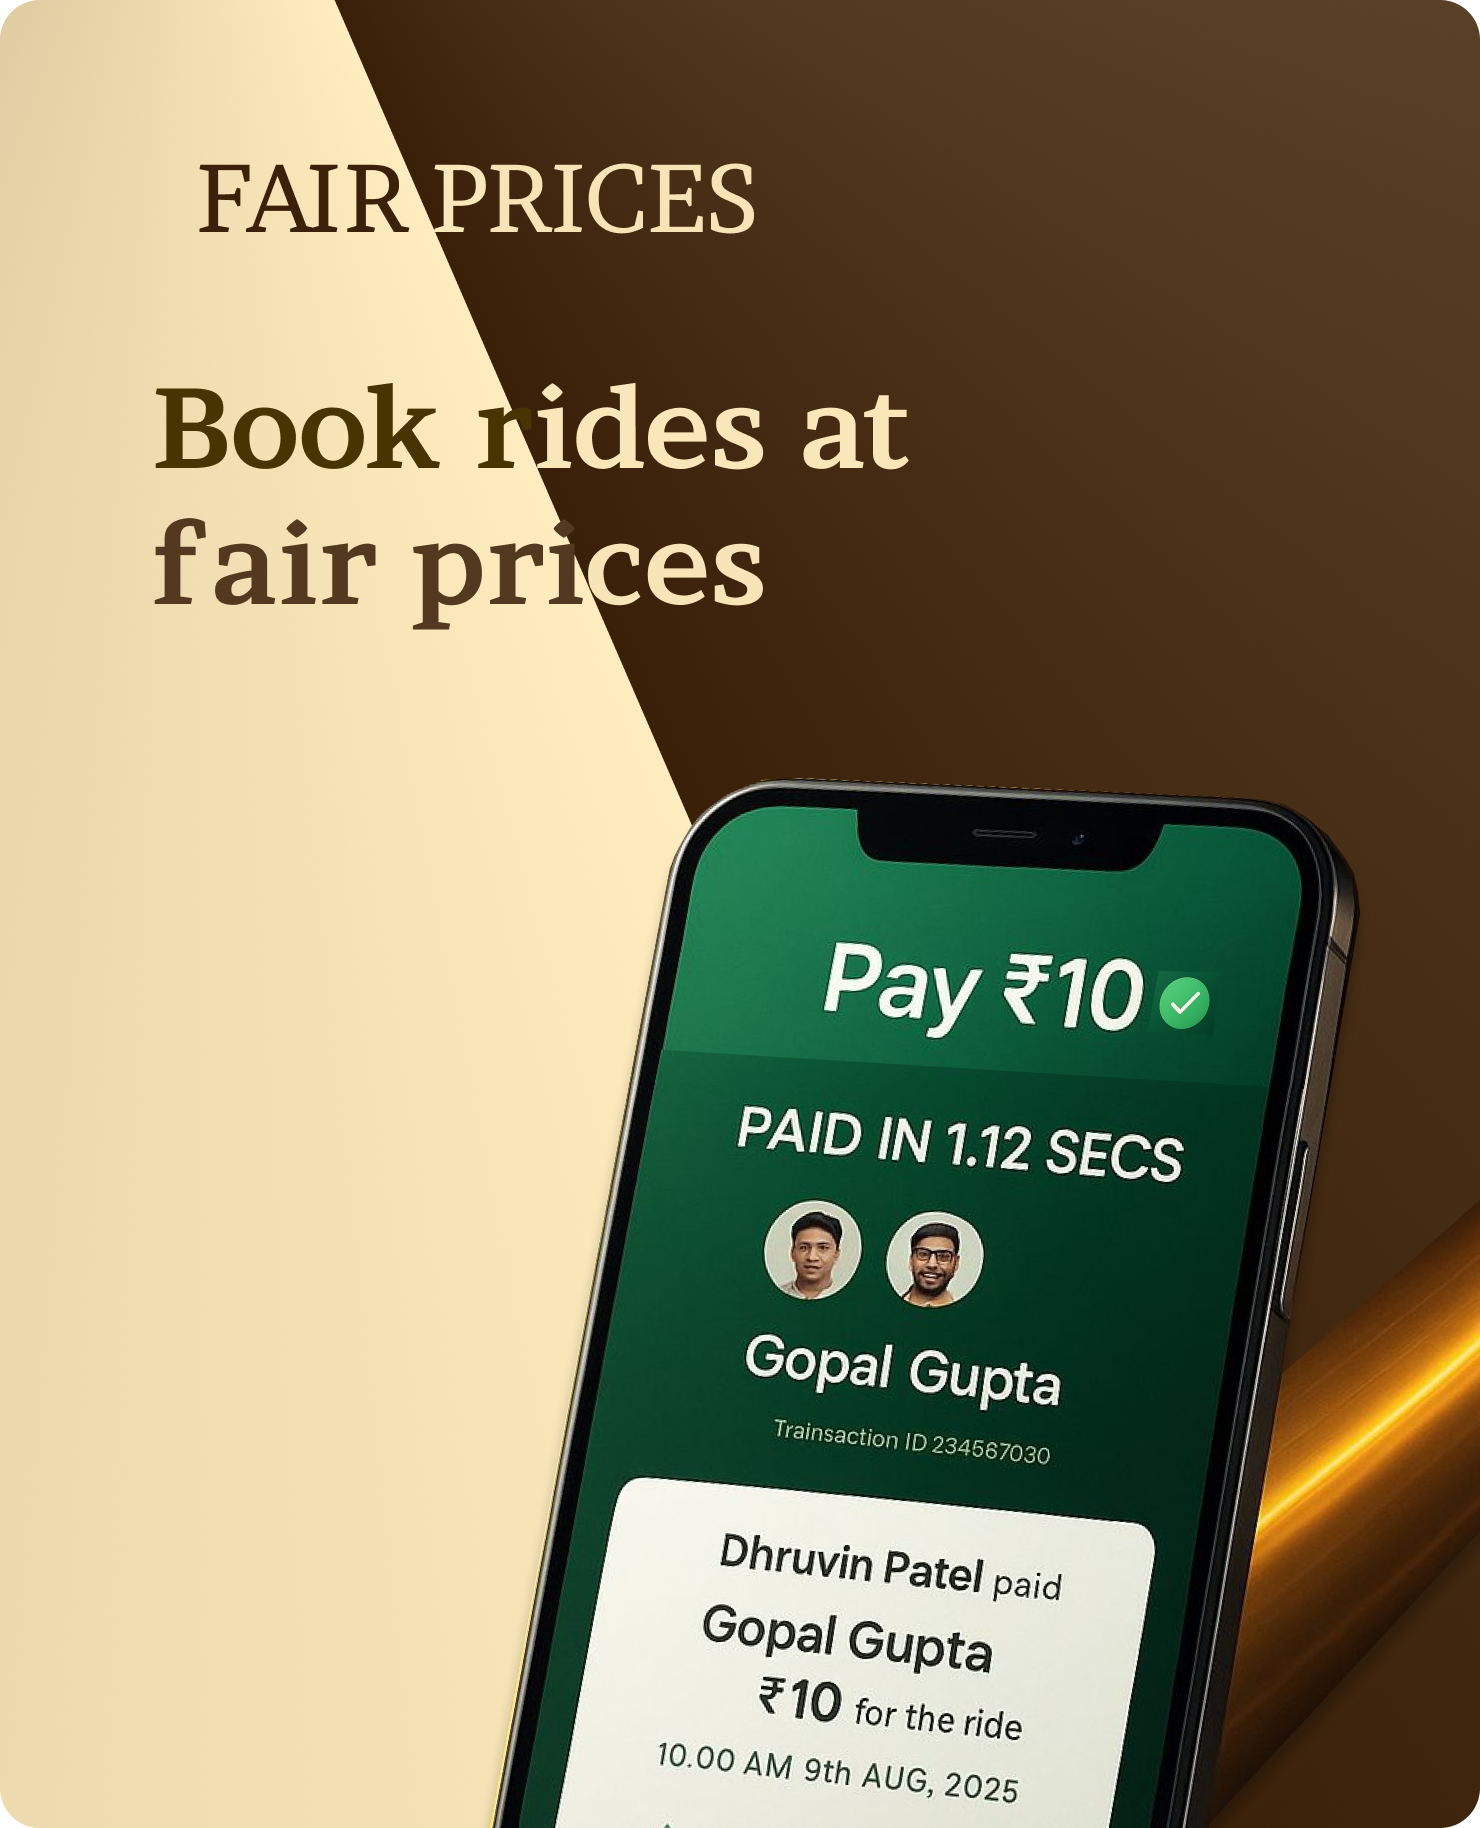 FAIR PRICES
Book rides at
fair prices
Pay ₹10
PAID IN 1.12 SECS
Gopal Gupta
Trainsaction ID 234567030
Dhruvin Patel paid
Gopal Gupta
₹10 for the ride
10.00 AM 9th AUG, 2025